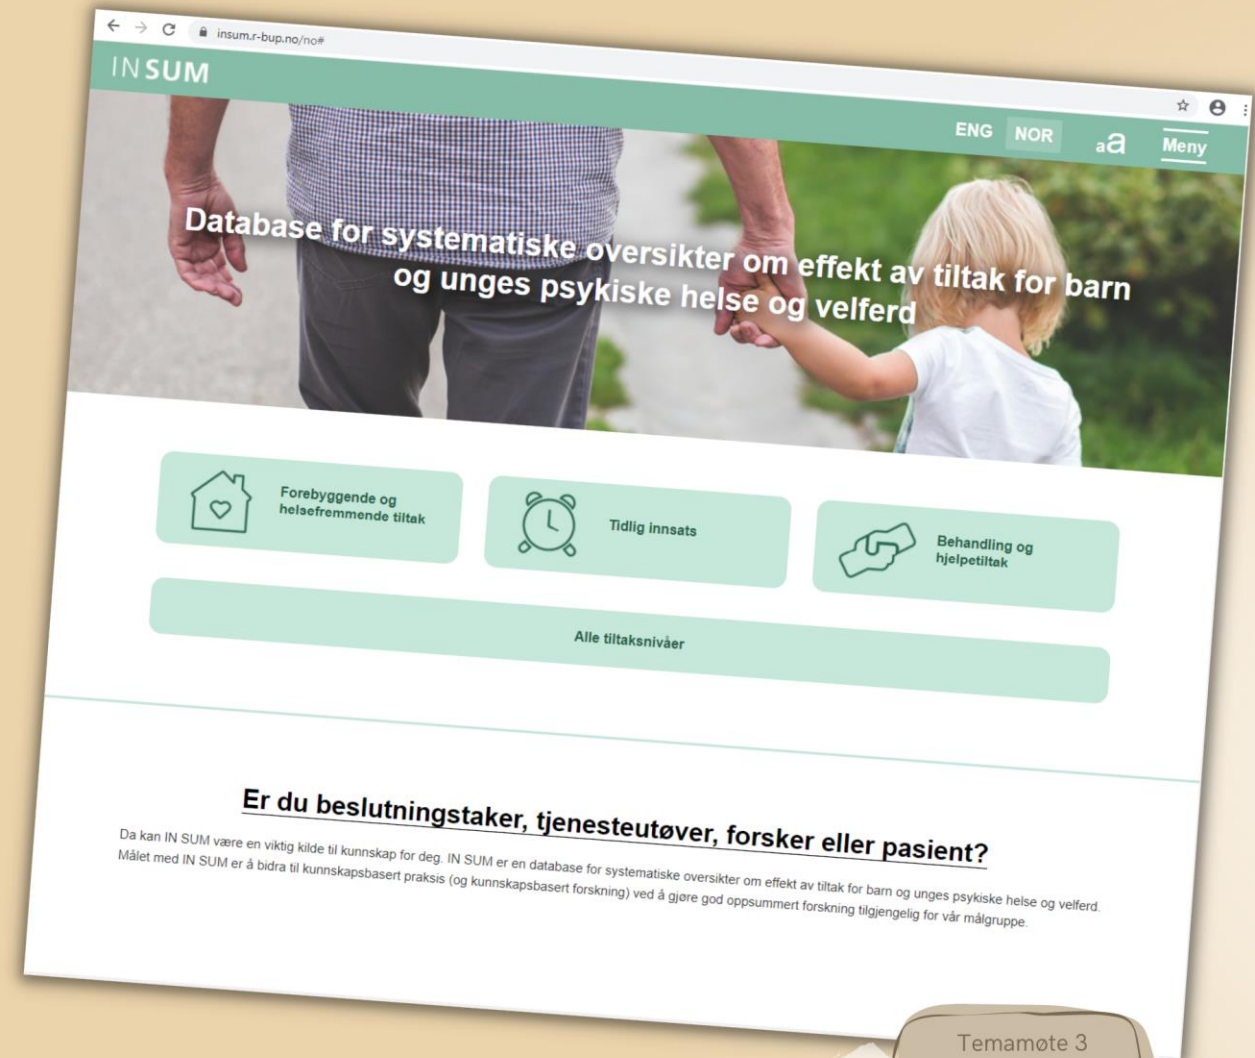 insum.r-bup.no/no#
IN SUM
ENG NOR aa Meny
Database for systematiske oversikter om effekt av tiltak for barn
og unges psykiske helse og velferd
Forebyggende og
helsefremmende tiltak
Tidlig innsats
Behandling og
hjelpetiltak
Alle tiltaksnivåer
Er du beslutningstaker, tjenesteutøver, forsker eller pasient?
Da kan IN SUM være en viktig kilde til kunnskap for deg. IN SUM er en database for systematiske oversikter om effekt av tiltak for barn og unges psykiske helse og velferd.
Målet med IN SUM er å bidra til kunnskapsbasert praksis (og kunnskapsbasert forskning) ved å gjøre god oppsummert forskning tilgjengelig for vår målgruppe.
Temamøte 3